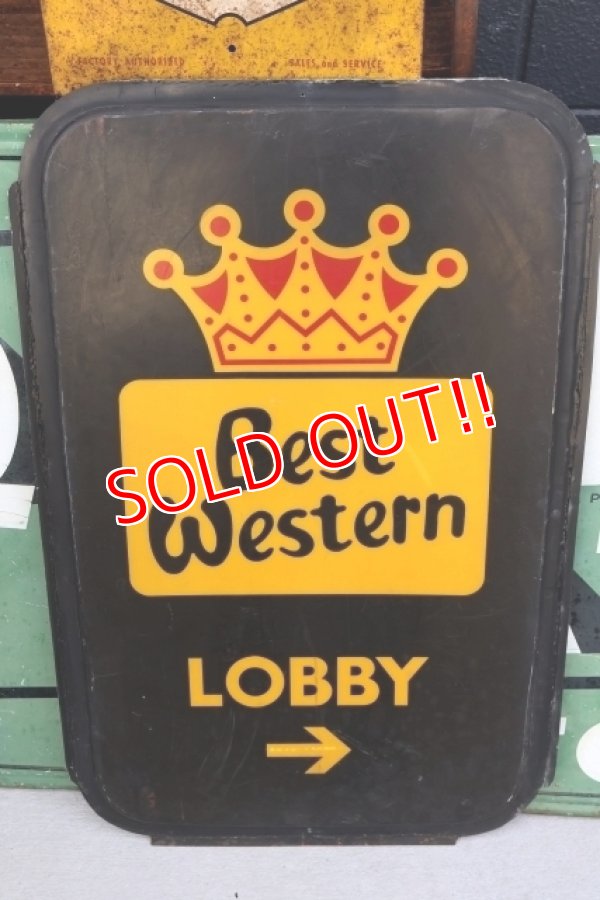 FACTORY AUTHORIZED SALES and SERVICE
Best
SOLD OUT!!
Western
LOBBY